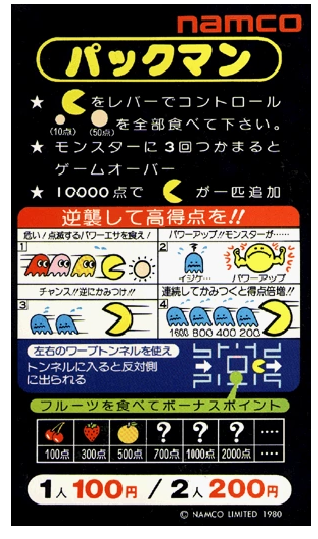 namco
パックマン
★ をレバーでコントロール
(10点) (50点) を全部食べて下さい。
★ モンスターに3回つかまると
ゲームオーバー
★ 10000点で が一匹追加
逆襲して高得点を!!
危い!点滅するパワーエサを食え!
パワーアップ!!モンスターが……
1
2
イジケ…
パワーアップ
チャンス!!逆にかみつけ!!
連続してかみつくと得点倍増!!
3
4
1600 800 400 200
左右のワープトンネルを使え
トンネルに入ると反対側
に出られる
フルーツを食べてボーナスポイント
? ? ? ....
100点 300点 500点 700点 1000点 2000点 ....
1人100円 / 2人200円
© NAMCO LIMITED 1980